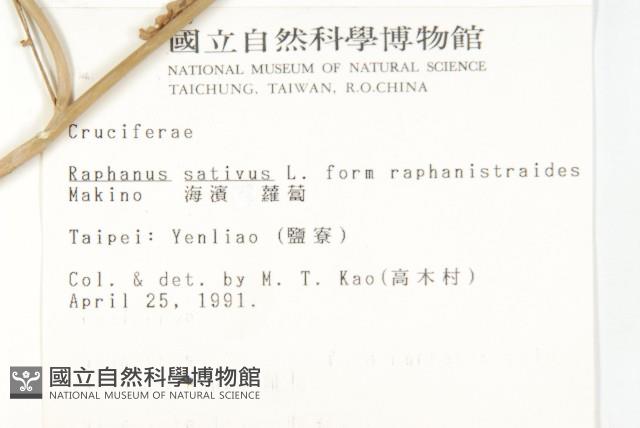 國立自然科學博物館
NATIONAL MUSEUM OF NATURAL SCIENCE
TAICHUNG, TAIWAN, R.O.CHINA
Cruciferae
Raphanus sativus L. form raphanistraides
Makino 海濱 蘿蔔
Taipei: Yenliao (鹽寮)
Col. & det. by M. T. Kao(高木村)
April 25, 1991.
國立自然科學博物館
NATIONAL MUSEUM OF NATURAL SCIENCE